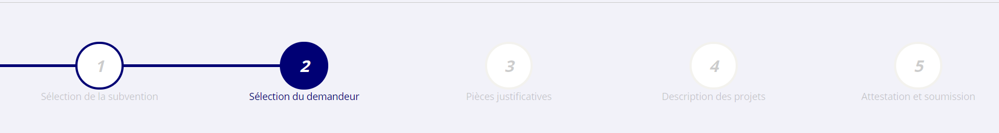 1 2 3 4 5
Sélection de la subvention Sélection du demandeur Pièces justificatives Description des projets Attestation et soumission